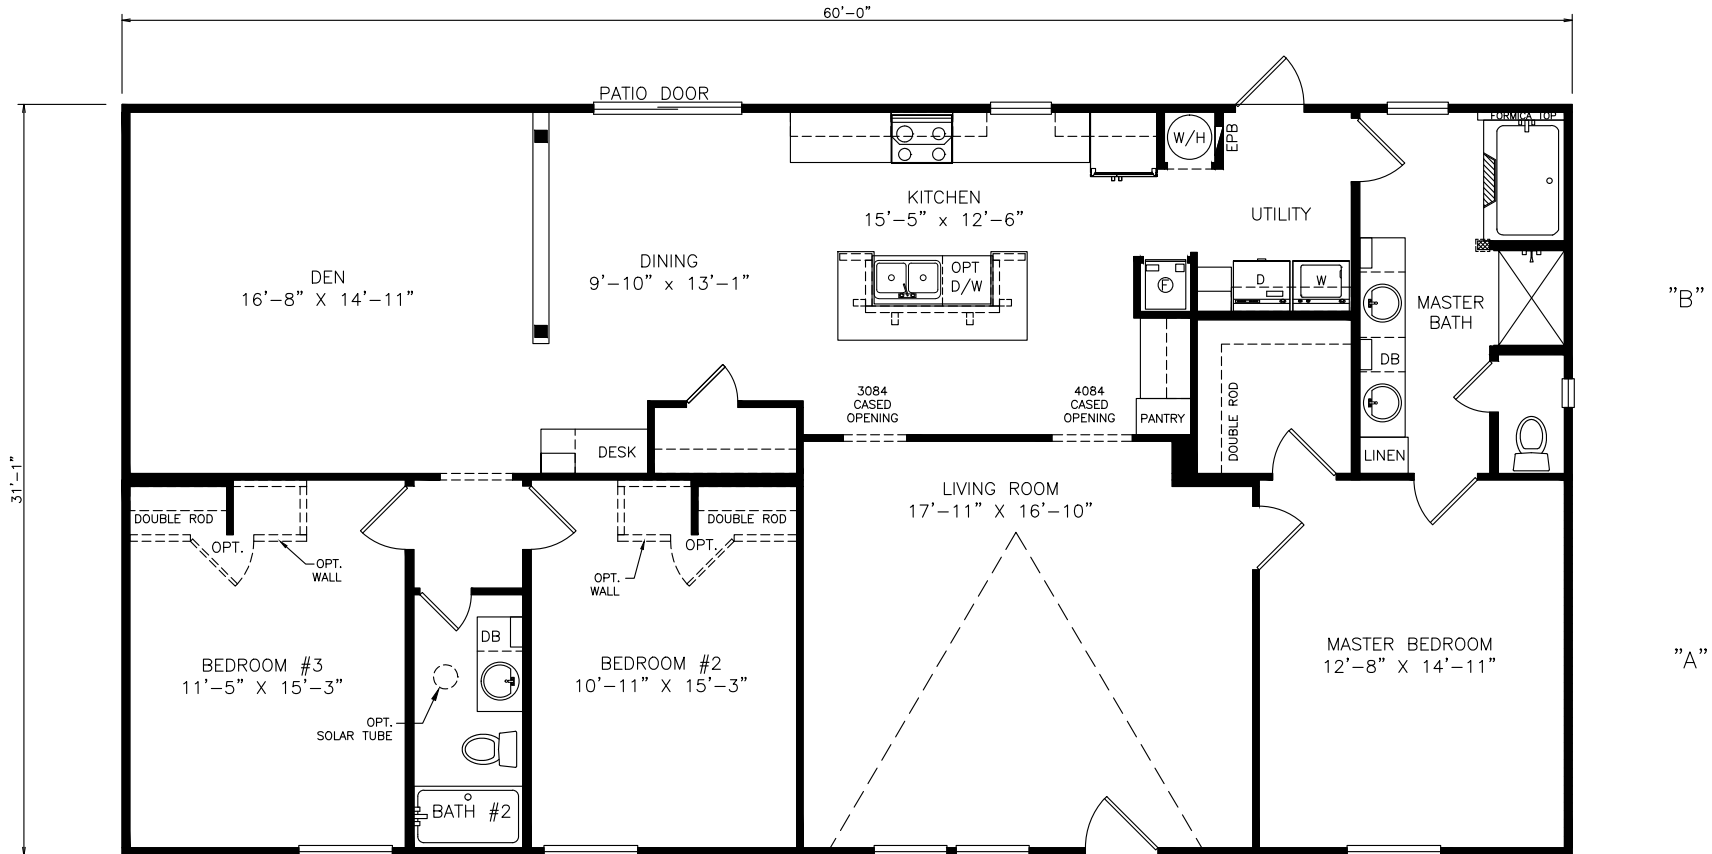 60'-0"
PATIO DOOR
FORMICA TOP
W/H
EPB
KITCHEN
15'-5" x 12'-6"
UTILITY
DINING
9'-10" x 13'-1"
DEN
16'-8" X 14'-11"
OPT
D/W
F
D
W
MASTER
BATH
"B"
DB
3084
CASED
OPENING
4084
CASED
OPENING
PANTRY
DOUBLE ROD
DESK
LINEN
31'-1"
LIVING ROOM
17'-11" X 16'-10"
DOUBLE ROD
OPT.
OPT.
WALL
DOUBLE ROD
OPT.
OPT.
WALL
DB
BEDROOM #3
11'-5" X 15'-3"
BEDROOM #2
10'-11" X 15'-3"
MASTER BEDROOM
12'-8" X 14'-11"
"A"
OPT.
SOLAR TUBE
BATH #2